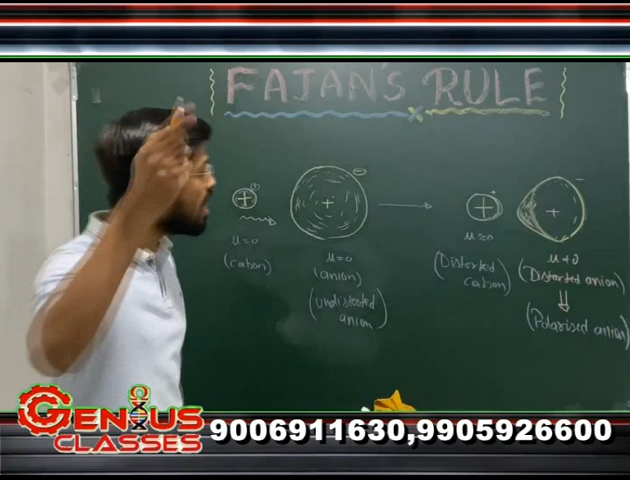 FAJAN'S RULE
+
+
+
+
μ=0
(cation)
μ=0
(anion)
(undistorted
anion)
μ≈0
(Distorted
cation)
μ≠0
(Distorted anion)
(Polarised anion)
GENIUS
CLASSES
9006911630,9905926600